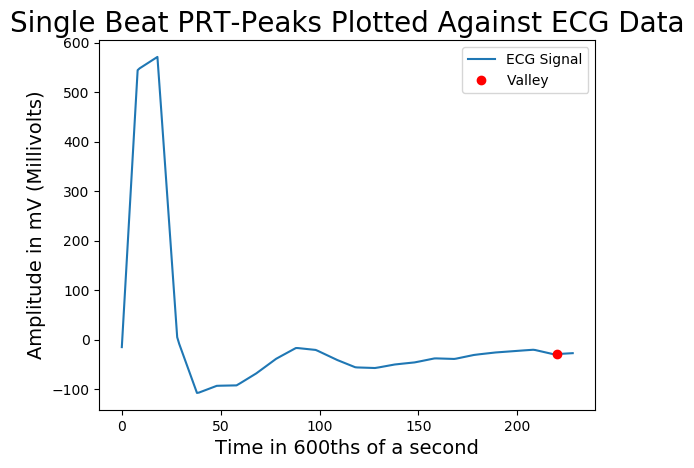 Single Beat PRT-Peaks Plotted Against ECG Data
600
500
400
300
200
100
0
−100
Amplitude in mV (Millivolts)
ECG Signal
Valley
0 50 100 150 200
Time in 600ths of a second